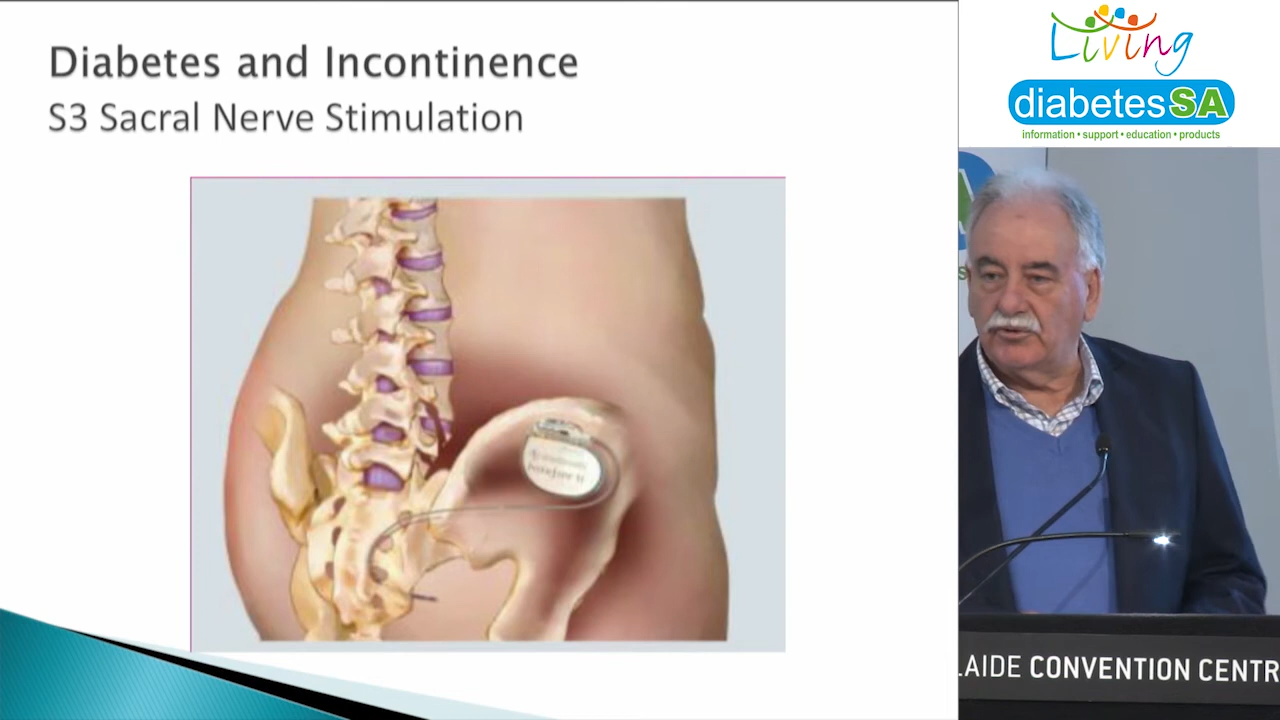 Diabetes and Incontinence
S3 Sacral Nerve Stimulation
Living
diabetesSA
information • support • education • products
LAIDE CONVENTION CENTR